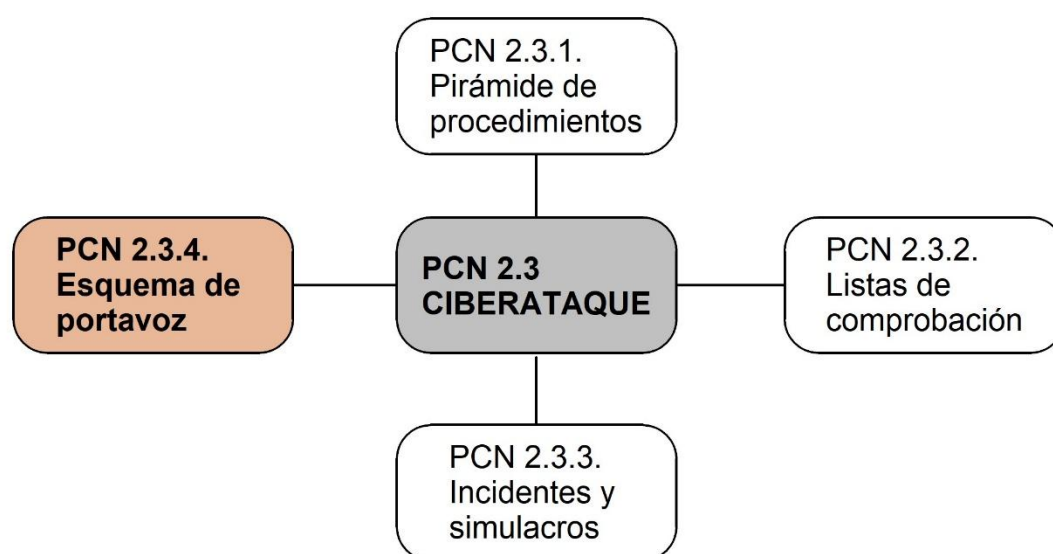 PCN 2.3.1.
Pirámide de
procedimientos
PCN 2.3.4.
Esquema de
portavoz
PCN 2.3
CIBERATAQUE
PCN 2.3.2.
Listas de
comprobación
PCN 2.3.3.
Incidentes y
simulacros